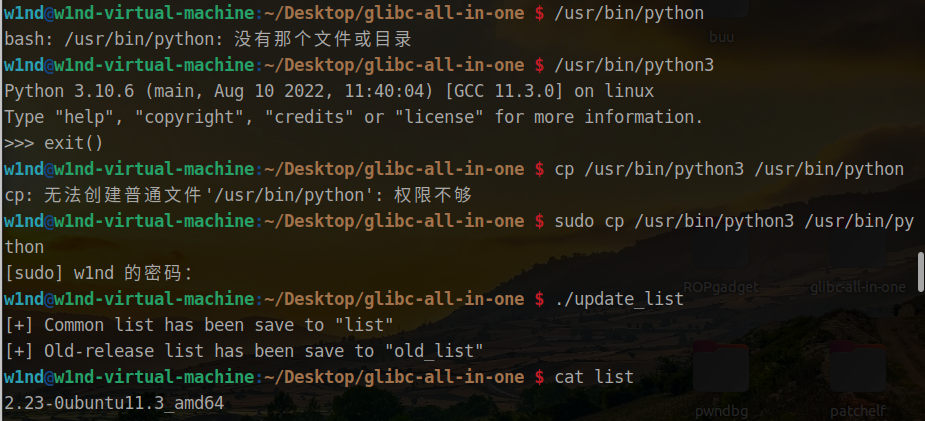 w1nd@w1nd-virtual-machine:~/Desktop/glibc-all-in-one $ /usr/bin/python
bash: /usr/bin/python: 没有那个文件或目录
w1nd@w1nd-virtual-machine:~/Desktop/glibc-all-in-one $ /usr/bin/python3
Python 3.10.6 (main, Aug 10 2022, 11:40:04) [GCC 11.3.0] on linux
Type "help", "copyright", "credits" or "license" for more information.
>>> exit()
w1nd@w1nd-virtual-machine:~/Desktop/glibc-all-in-one $ cp /usr/bin/python3 /usr/bin/python
cp: 无法创建普通文件'/usr/bin/python': 权限不够
w1nd@w1nd-virtual-machine:~/Desktop/glibc-all-in-one $ sudo cp /usr/bin/python3 /usr/bin/py
thon
[sudo] w1nd 的密码：
w1nd@w1nd-virtual-machine:~/Desktop/glibc-all-in-one $ ./update_list
[+] Common list has been save to "list"
[+] Old-release list has been save to "old_list"
w1nd@w1nd-virtual-machine:~/Desktop/glibc-all-in-one $ cat list
2.23-0ubuntu11.3_amd64
buu
ROPgadget
glibc-all-in-one
pwndbg
patchelf